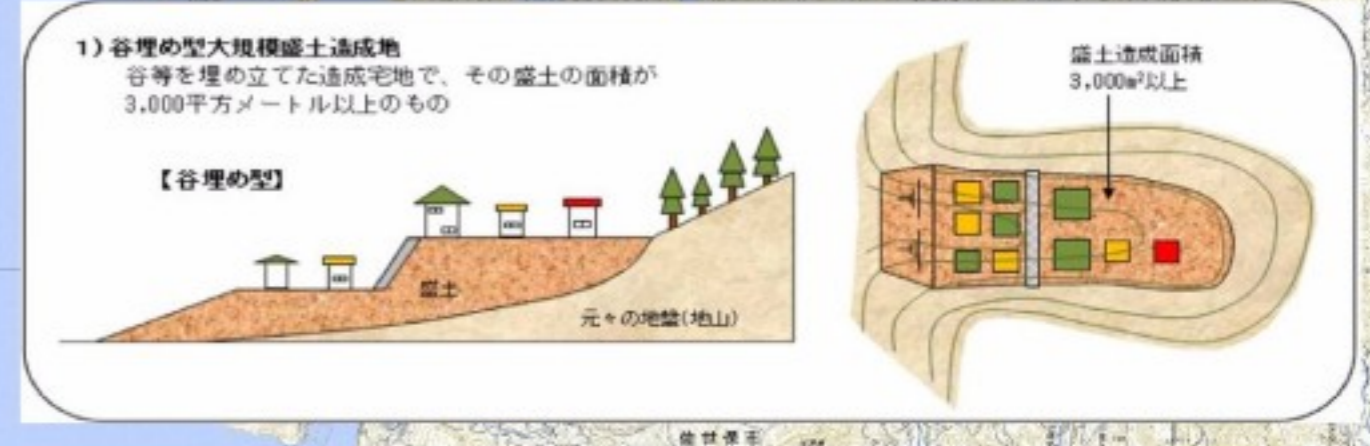 1)谷埋め型大規模盛土造成地
谷等を埋め立てた造成宅地で、その盛土の面積が
3,000平方メートル以上のもの
【谷埋め型】
盛土
元々の地盤(地山)
盛土造成面積
3,000m²以上
佐世保市